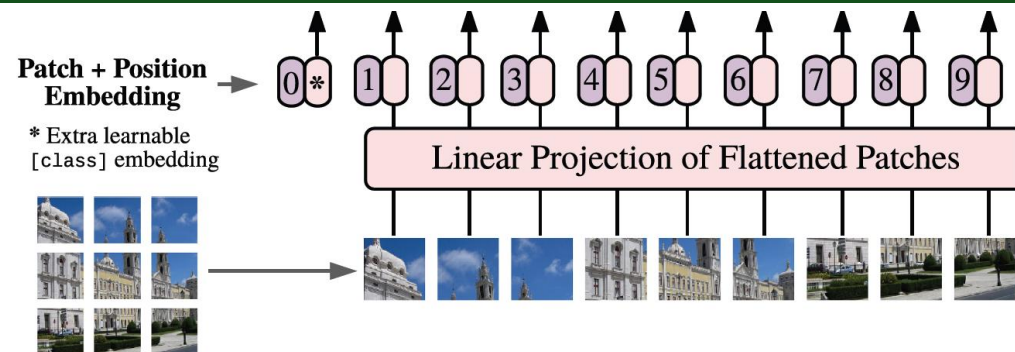 Patch + Position
Embedding
0 * 1 2 3 4 5 6 7 8 9
* Extra learnable
[class] embedding
Linear Projection of Flattened Patches